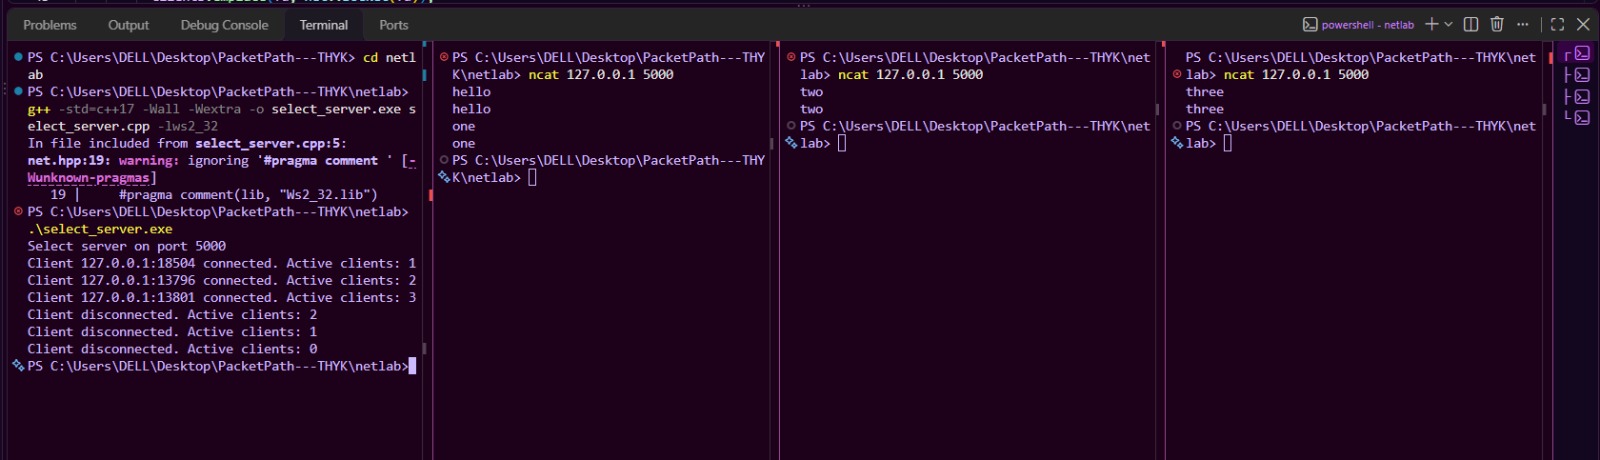 Problems Output Debug Console Terminal Ports
powershell - netlab
PS C:\Users\DELL\Desktop\PacketPath---THYK> cd netl
ab
PS C:\Users\DELL\Desktop\PacketPath---THYK\netlab>
g++ -std=c++17 -Wall -Wextra -o select_server.exe s
elect_server.cpp -lws2_32
In file included from select_server.cpp:5:
net.hpp:19: warning: ignoring '#pragma comment ' [-
Wunknown-pragmas]
19 | #pragma comment(lib, "Ws2_32.lib")
PS C:\Users\DELL\Desktop\PacketPath---THYK\netlab>
.\select_server.exe
Select server on port 5000
Client 127.0.0.1:18504 connected. Active clients: 1
Client 127.0.0.1:13796 connected. Active clients: 2
Client 127.0.0.1:13801 connected. Active clients: 3
Client disconnected. Active clients: 2
Client disconnected. Active clients: 1
Client disconnected. Active clients: 0
PS C:\Users\DELL\Desktop\PacketPath---THYK\netlab>
PS C:\Users\DELL\Desktop\PacketPath---THY
K\netlab> ncat 127.0.0.1 5000
hello
hello
one
one
PS C:\Users\DELL\Desktop\PacketPath---THY
K\netlab>
PS C:\Users\DELL\Desktop\PacketPath---THYK\net
lab> ncat 127.0.0.1 5000
two
two
PS C:\Users\DELL\Desktop\PacketPath---THYK\net
lab>
PS C:\Users\DELL\Desktop\PacketPath---THYK\net
lab> ncat 127.0.0.1 5000
three
three
PS C:\Users\DELL\Desktop\PacketPath---THYK\net
lab>